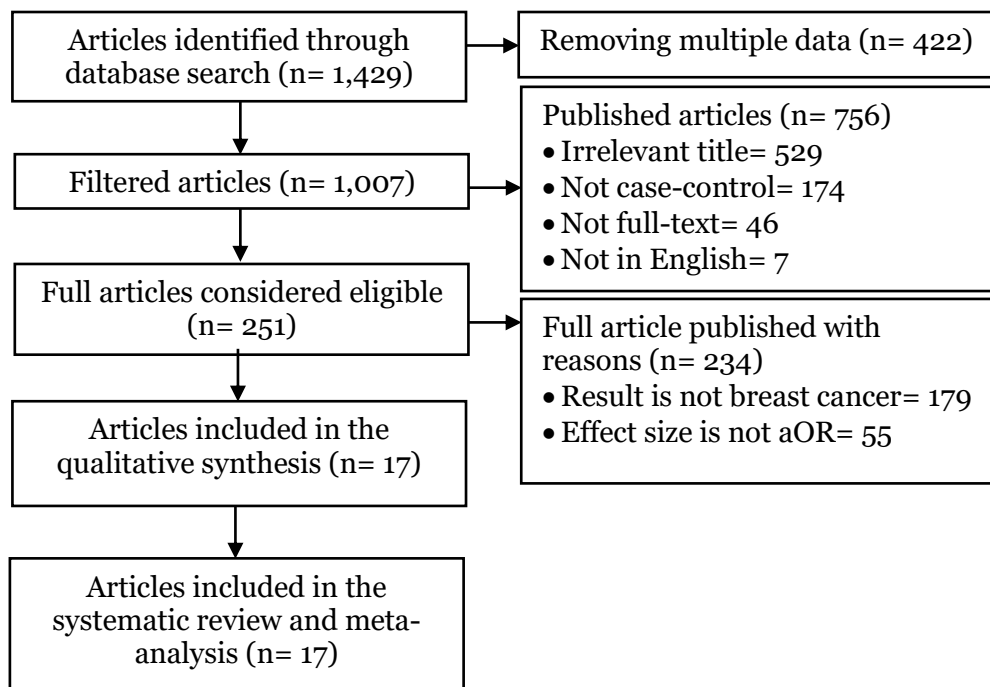 Articles identified through
database search (n= 1,429)
Removing multiple data (n= 422)
Filtered articles (n= 1,007)
Published articles (n= 756)
• Irrelevant title= 529
• Not case-control= 174
• Not full-text= 46
• Not in English= 7
Full articles considered eligible
(n= 251)
Full article published with
reasons (n= 234)
• Result is not breast cancer= 179
• Effect size is not aOR= 55
Articles included in the
qualitative synthesis (n= 17)
Articles included in the
systematic review and meta-
analysis (n= 17)